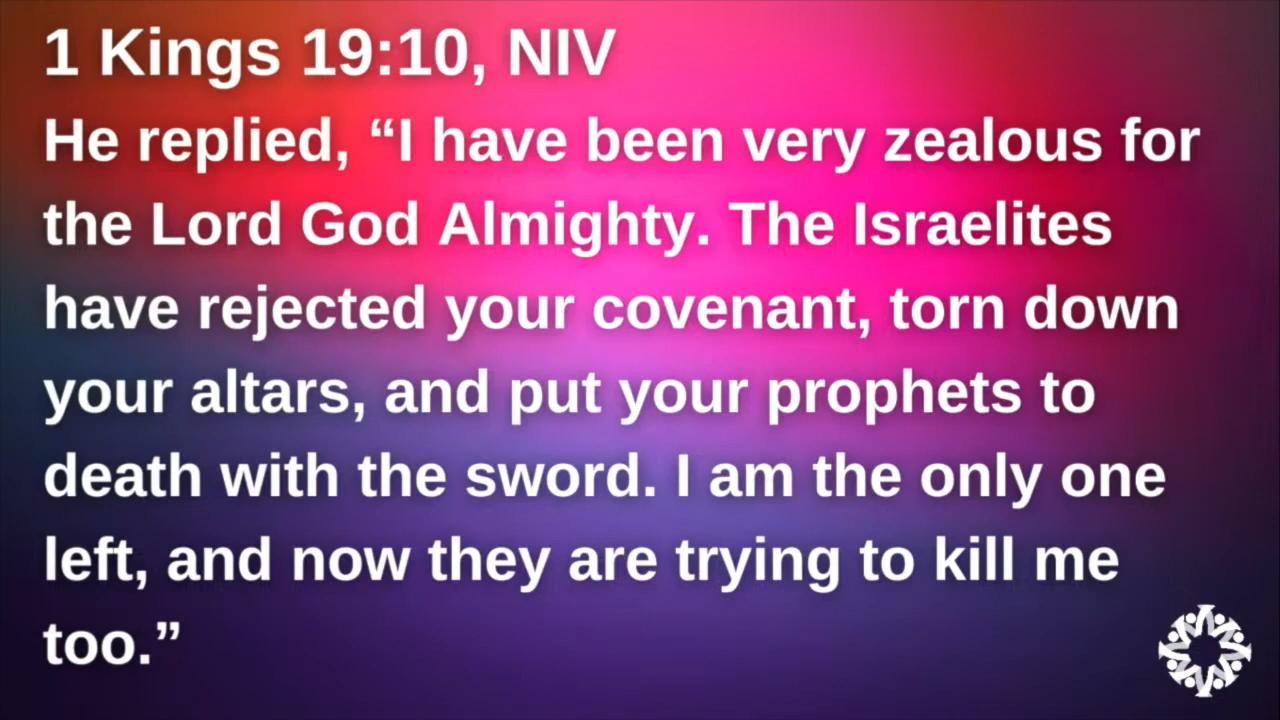 1 Kings 19:10, NIV
He replied, “I have been very zealous for
the Lord God Almighty. The Israelites
have rejected your covenant, torn down
your altars, and put your prophets to
death with the sword. I am the only one
left, and now they are trying to kill me
too.”